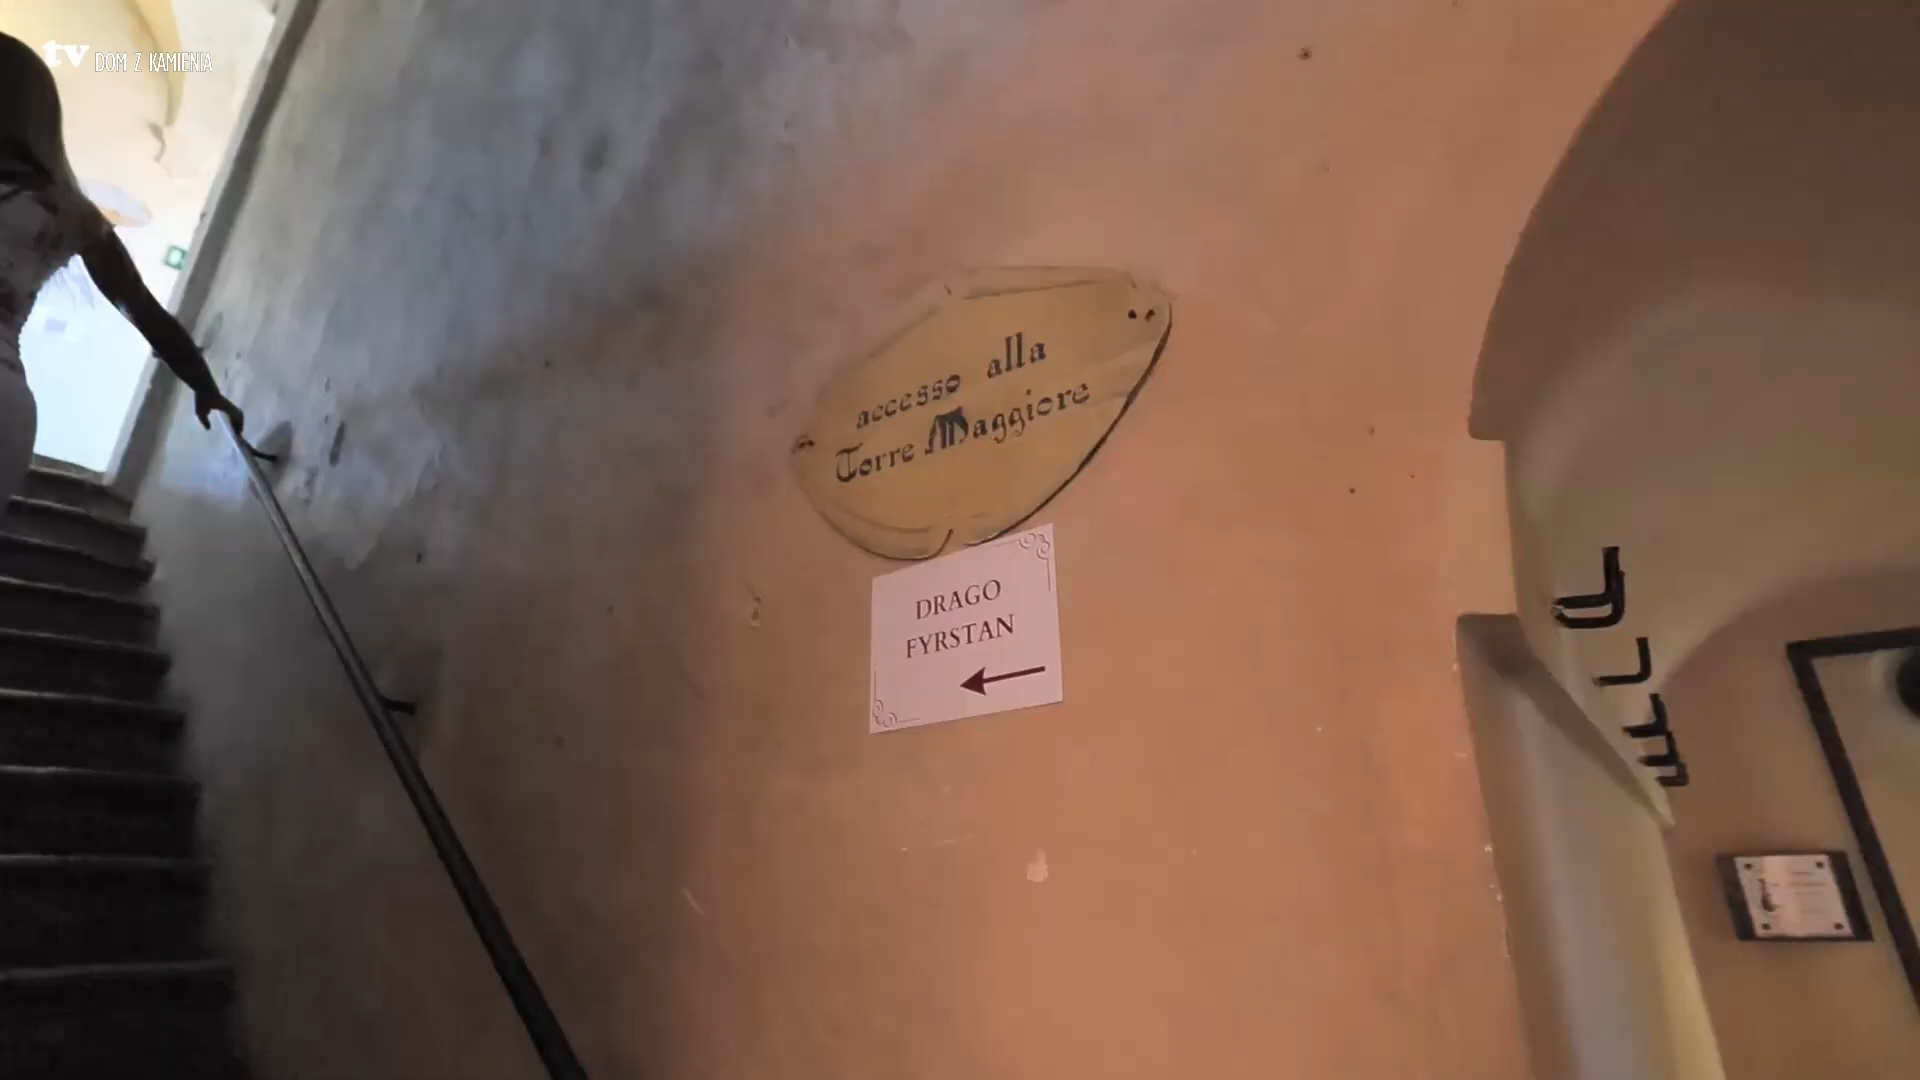 tv DOM Z KAMIENIA
accesso alla
Torre Maggiore
DRAGO
FYRSTAN